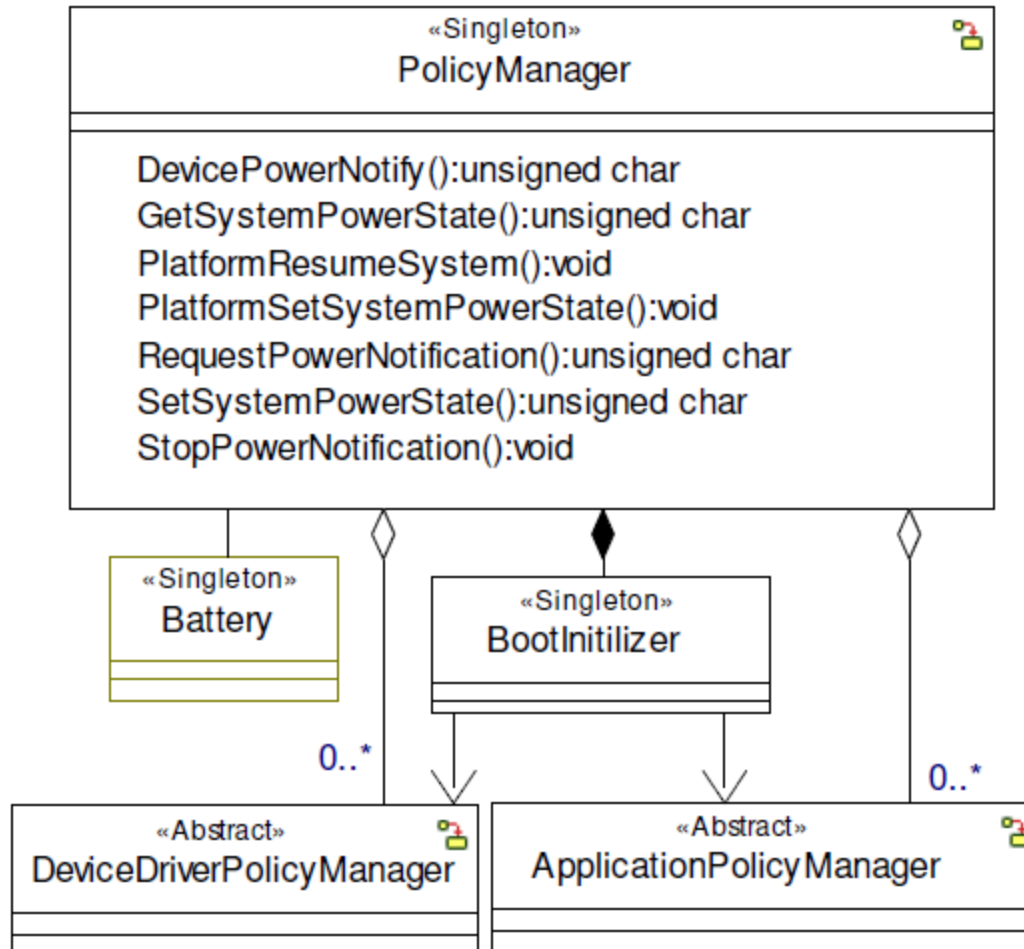 «Singleton»
PolicyManager
DevicePowerNotify():unsigned char
GetSystemPowerState():unsigned char
PlatformResumeSystem():void
PlatformSetSystemPowerState():void
RequestPowerNotification():unsigned char
SetSystemPowerState():unsigned char
StopPowerNotification():void
«Singleton»
Battery
«Singleton»
BootInitilizer
0..*
0..*
«Abstract»
DeviceDriverPolicyManager
«Abstract»
ApplicationPolicyManager